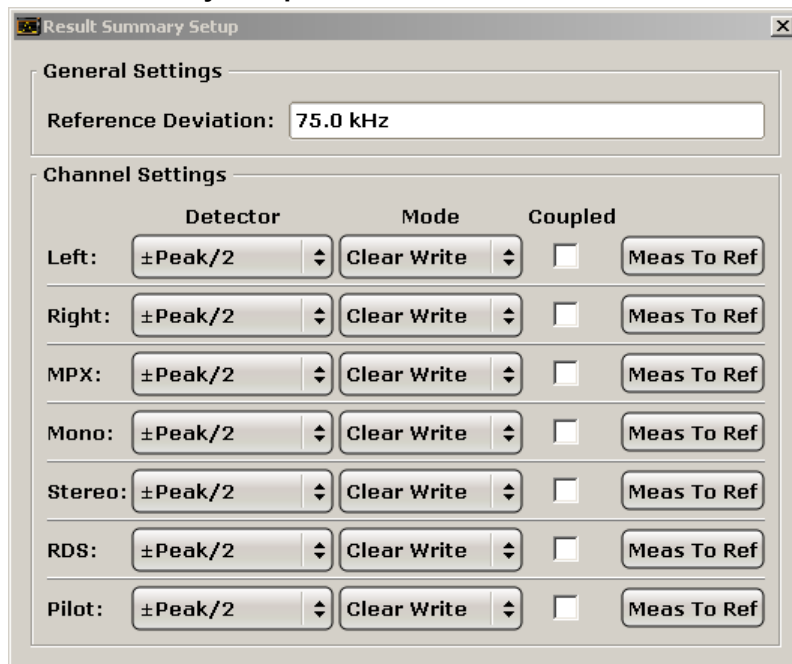 Result Summary Setup
General Settings
Reference Deviation: 75.0 kHz
Channel Settings
Detector Mode Coupled
Left: ±Peak/2 Clear Write Meas To Ref
Right: ±Peak/2 Clear Write Meas To Ref
MPX: ±Peak/2 Clear Write Meas To Ref
Mono: ±Peak/2 Clear Write Meas To Ref
Stereo: ±Peak/2 Clear Write Meas To Ref
RDS: ±Peak/2 Clear Write Meas To Ref
Pilot: ±Peak/2 Clear Write Meas To Ref